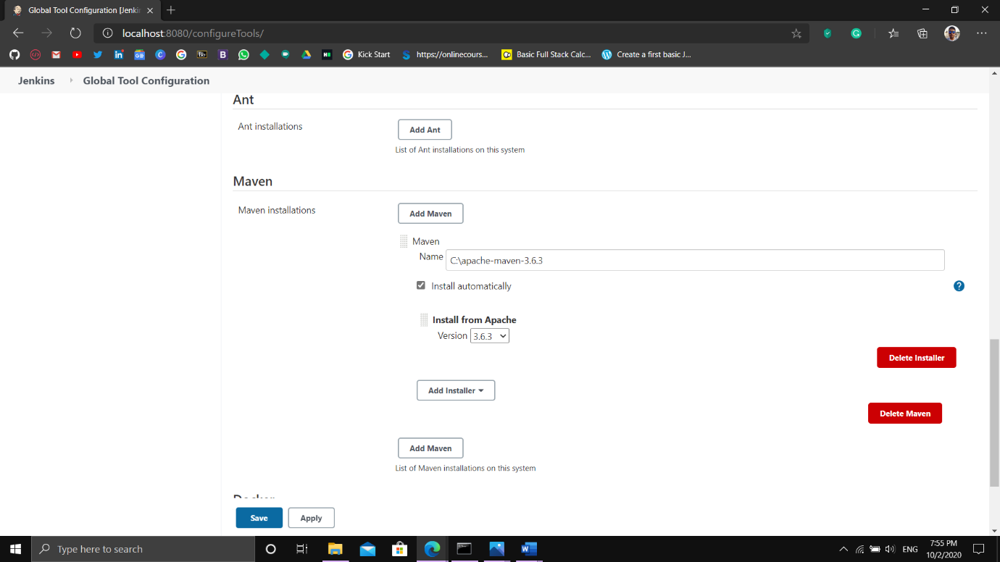 Global Tool Configuration [Jenki
localhost:8080/configureTools/
Kick Start
https://onlinecours...
Basic Full Stack Calc...
Create a first basic J...
Jenkins
Global Tool Configuration
Ant
Ant installations
Add Ant
List of Ant installations on this system
Maven
Maven installations
Add Maven
Maven
Name
C:\apache-maven-3.6.3
Install automatically
?
Install from Apache
Version
3.6.3
Delete Installer
Add Installer
Delete Maven
Add Maven
List of Maven installations on this system
Docker
Save
Apply
Type here to search
ENG
7:55 PM
10/2/2020